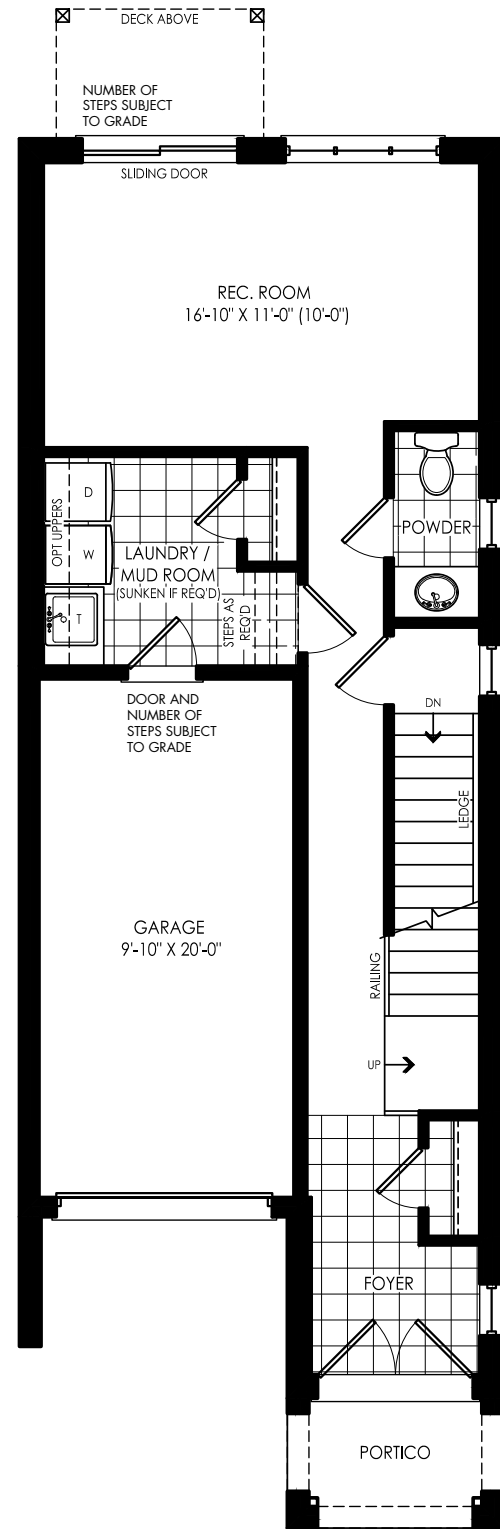 DECK ABOVE
NUMBER OF
STEPS SUBJECT
TO GRADE
SLIDING DOOR
REC. ROOM
16'-10" X 11'-0" (10'-0")
OPT UPPERS
D
W
T
LAUNDRY /
MUD ROOM
(SUNKEN IF REQ'D)
STEPS AS
REQ'D
POWDER
DOOR AND
NUMBER OF
STEPS SUBJECT
TO GRADE
DN
LEDGE
GARAGE
9'-10" X 20'-0"
RAILING
UP
FOYER
PORTICO